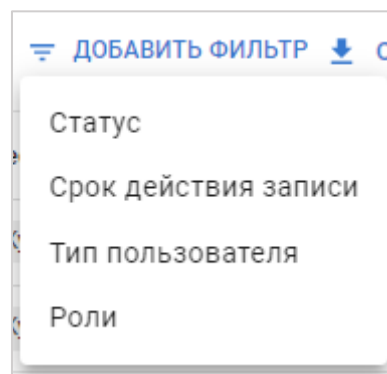 ДОБАВИТЬ ФИЛЬТР
Статус
Срок действия записи
Тип пользователя
Роли